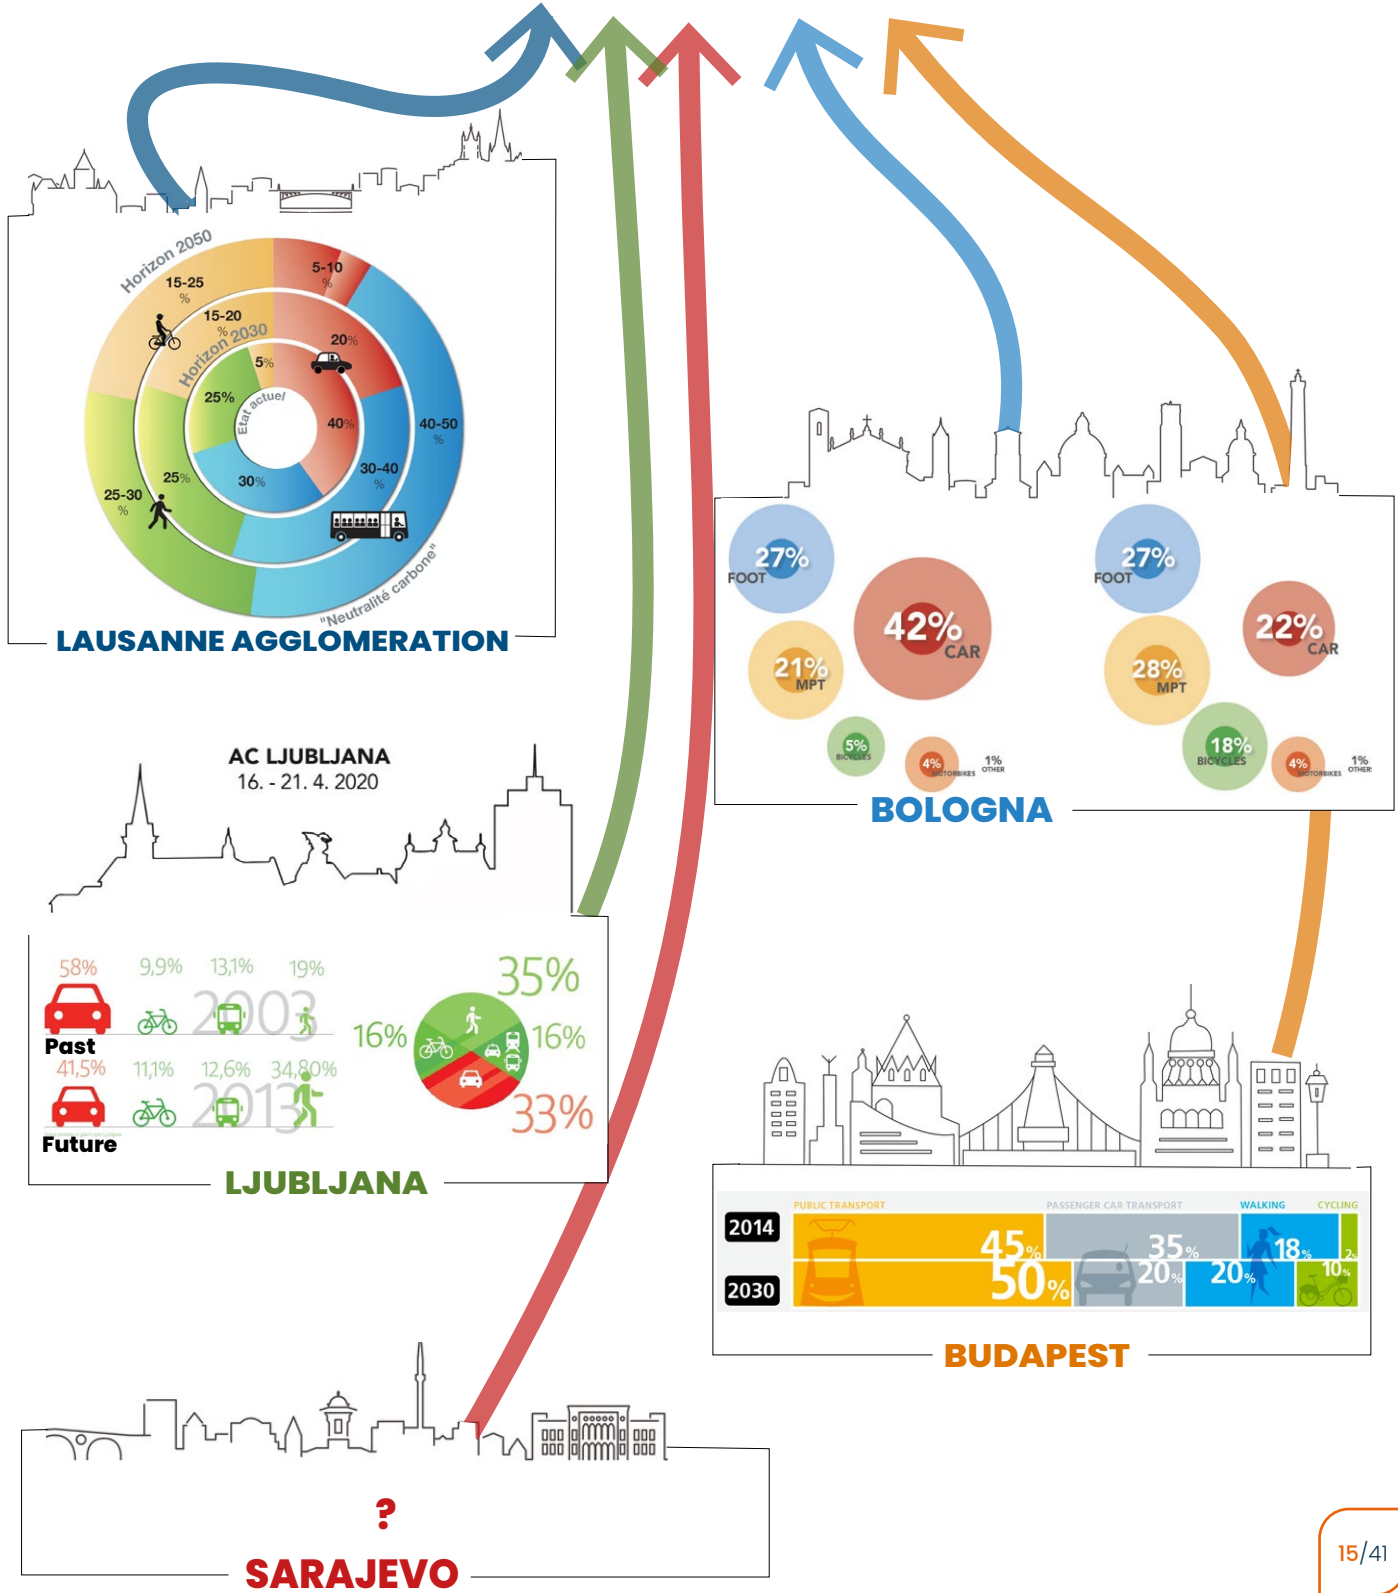 Horizon 2050
5-10
%
15-25
%
15-20
%
Horizon 2030
20%
5%
25%
Etat actuel
40%
40-50
%
30-40
%
30%
25%
25-30
%
"Neutralité carbone"
LAUSANNE AGGLOMERATION
27%
FOOT
42%
CAR
21%
MPT
5%
BICYCLES
4%
MOTORBIKES
1%
OTHER
27%
FOOT
22%
CAR
28%
MPT
18%
BICYCLES
4%
MOTORBIKES
1%
OTHER
BOLOGNA
AC LJUBLJANA
16. - 21. 4. 2020
58% 9,9% 13,1% 19%
2003
Past
41,5% 11,1% 12,6% 34,80%
2013
Future
35%
16%
16%
33%
LJUBLJANA
PUBLIC TRANSPORT PASSENGER CAR TRANSPORT WALKING CYCLING
2014 45% 35% 18% 2%
2030 50% 20% 20% 10%
BUDAPEST
?
SARAJEVO
15/41